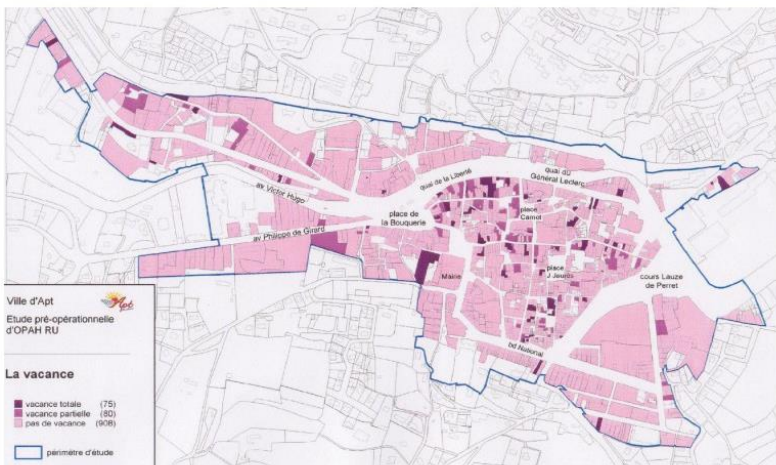 quai de la Liberté
quai du
Général Leclerc
av Victor Hugo
place de
la Bouquerie
place
Carnot
av Philippe de Girard
Mairie
place
J Jaurès
cours Lauze
de Perret
bd National
Ville d'Apt
Apt
Etude pré-opérationnelle
d'OPAH RU
La vacance
vacance totale (75)
vacance partielle (80)
pas de vacance (908)
périmètre d'étude